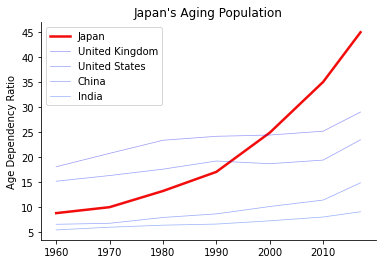 Japan's Aging Population
Age Dependency Ratio
45
40
35
30
25
20
15
10
5
Japan
United Kingdom
United States
China
India
1960
1970
1980
1990
2000
2010